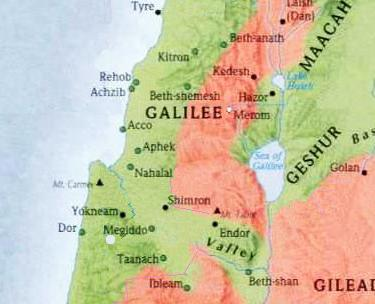 Tyre
Laish
(Dan)
MAACAH
Beth-anath
Kitron
Kedesh
Rehob
Achzib
Lake
Huleh
Beth-shemesh
Hazor
GALILEE
Merom
Acco
Aphek
Sea of
Galilee
GESHUR
Bas
Nahalal
Golan
Mt. Carmel
Shimron
Yokneam
Mt. Tabor
Dor
Megiddo
Endor
Valley
Taanach
Ibleam
Beth-shan
GILEAD